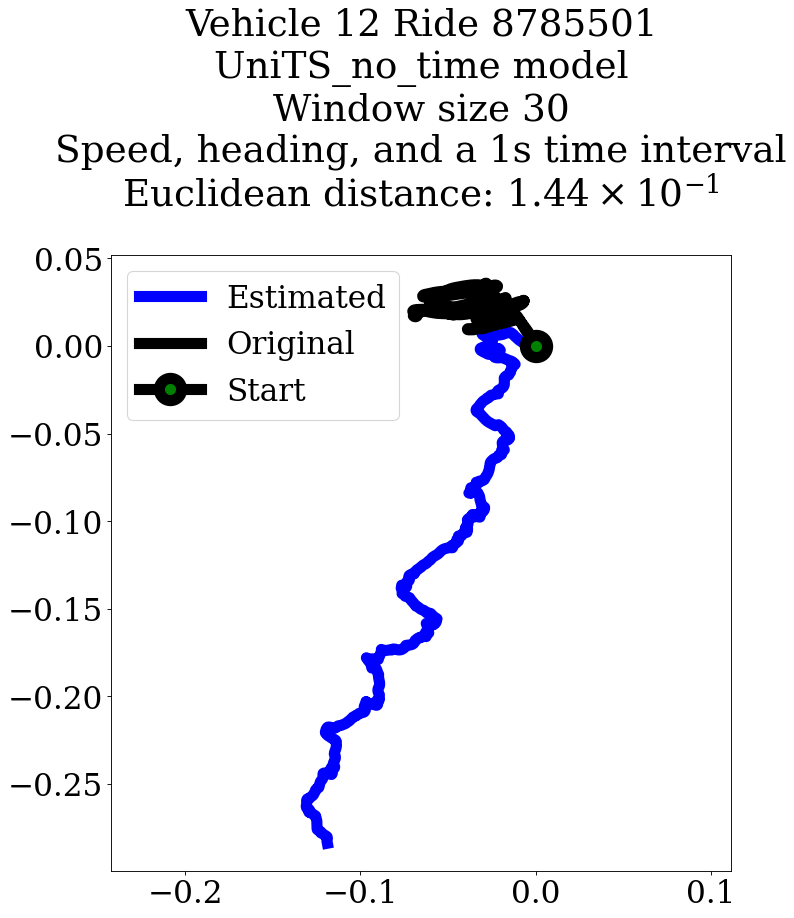 Vehicle 12 Ride 8785501
UniTS_no_time model
Window size 30
Speed, heading, and a 1s time interval
Euclidean distance: 1.44 × 10⁻¹
0.05
0.00
−0.05
−0.10
−0.15
−0.20
−0.25
Estimated
Original
Start
−0.2
−0.1
0.0
0.1